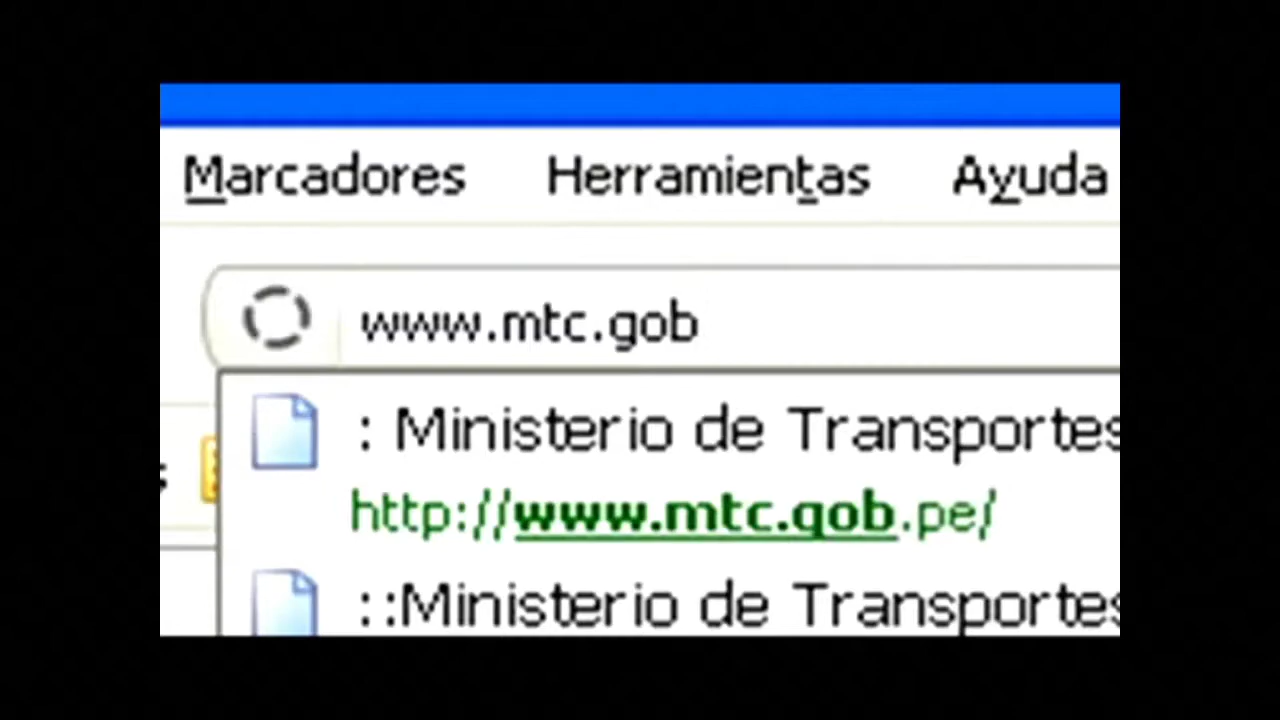 Marcadores Herramientas Ayuda
www.mtc.gob
: Ministerio de Transportes
http://www.mtc.gob.pe/
::Ministerio de Transportes